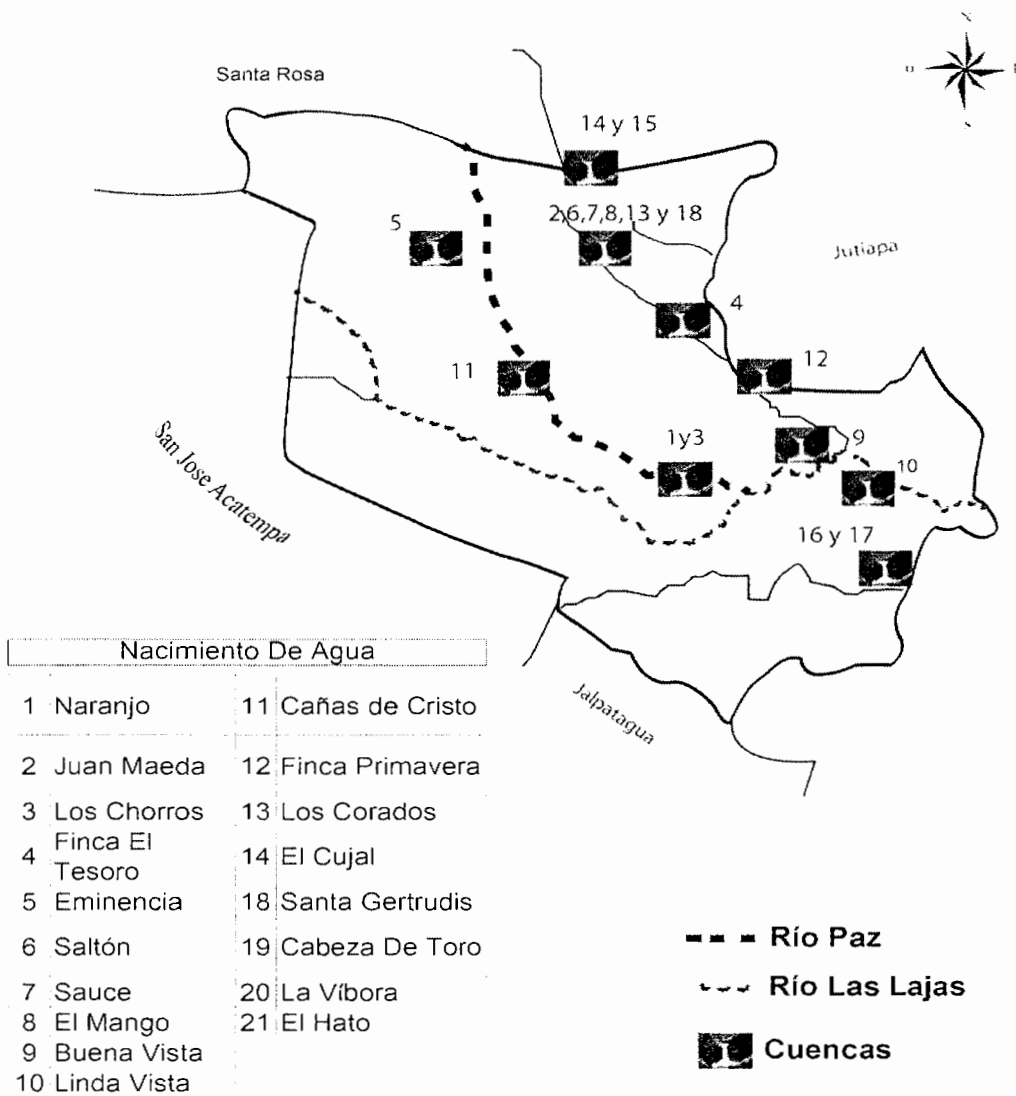 Santa Rosa
14 y 15
5
2,6,7,8,13 y 18
Jutiapa
4
11
12
San Jose Acatempa
1y3
9
10
16 y 17
Jalpatagua
Nacimiento De Agua
1 Naranjo 11 Cañas de Cristo
2 Juan Maeda 12 Finca Primavera
3 Los Chorros 13 Los Corados
4 Finca El
Tesoro 14 El Cujal
5 Eminencia 18 Santa Gertrudis
6 Saltón 19 Cabeza De Toro
7 Sauce 20 La Víbora
8 El Mango 21 El Hato
9 Buena Vista
10 Linda Vista
Río Paz
Río Las Lajas
Cuencas